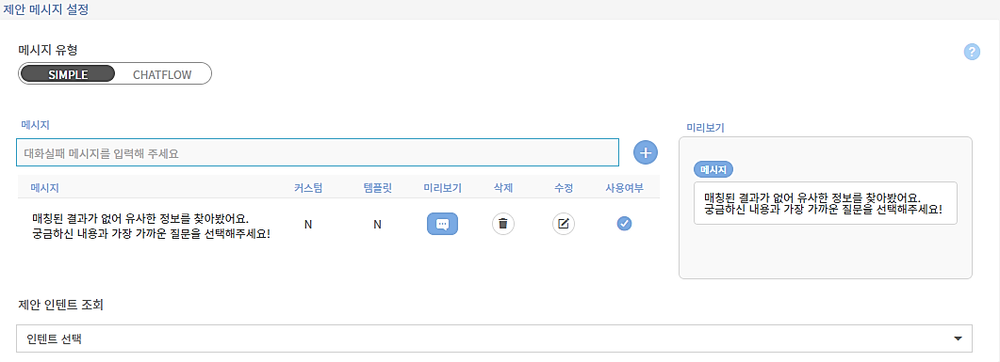 제안 메시지 설정
메시지 유형
?
SIMPLE CHATFLOW
메시지
미리보기
대화실패 메시지를 입력해 주세요
메시지 커스텀 템플릿 미리보기 삭제 수정 사용여부
매칭된 결과가 없어 유사한 정보를 찾아봤어요.
궁금하신 내용과 가장 가까운 질문을 선택해주세요!
N N
메시지
매칭된 결과가 없어 유사한 정보를 찾아봤어요.
궁금하신 내용과 가장 가까운 질문을 선택해주세요!
제안 인텐트 조회
인텐트 선택